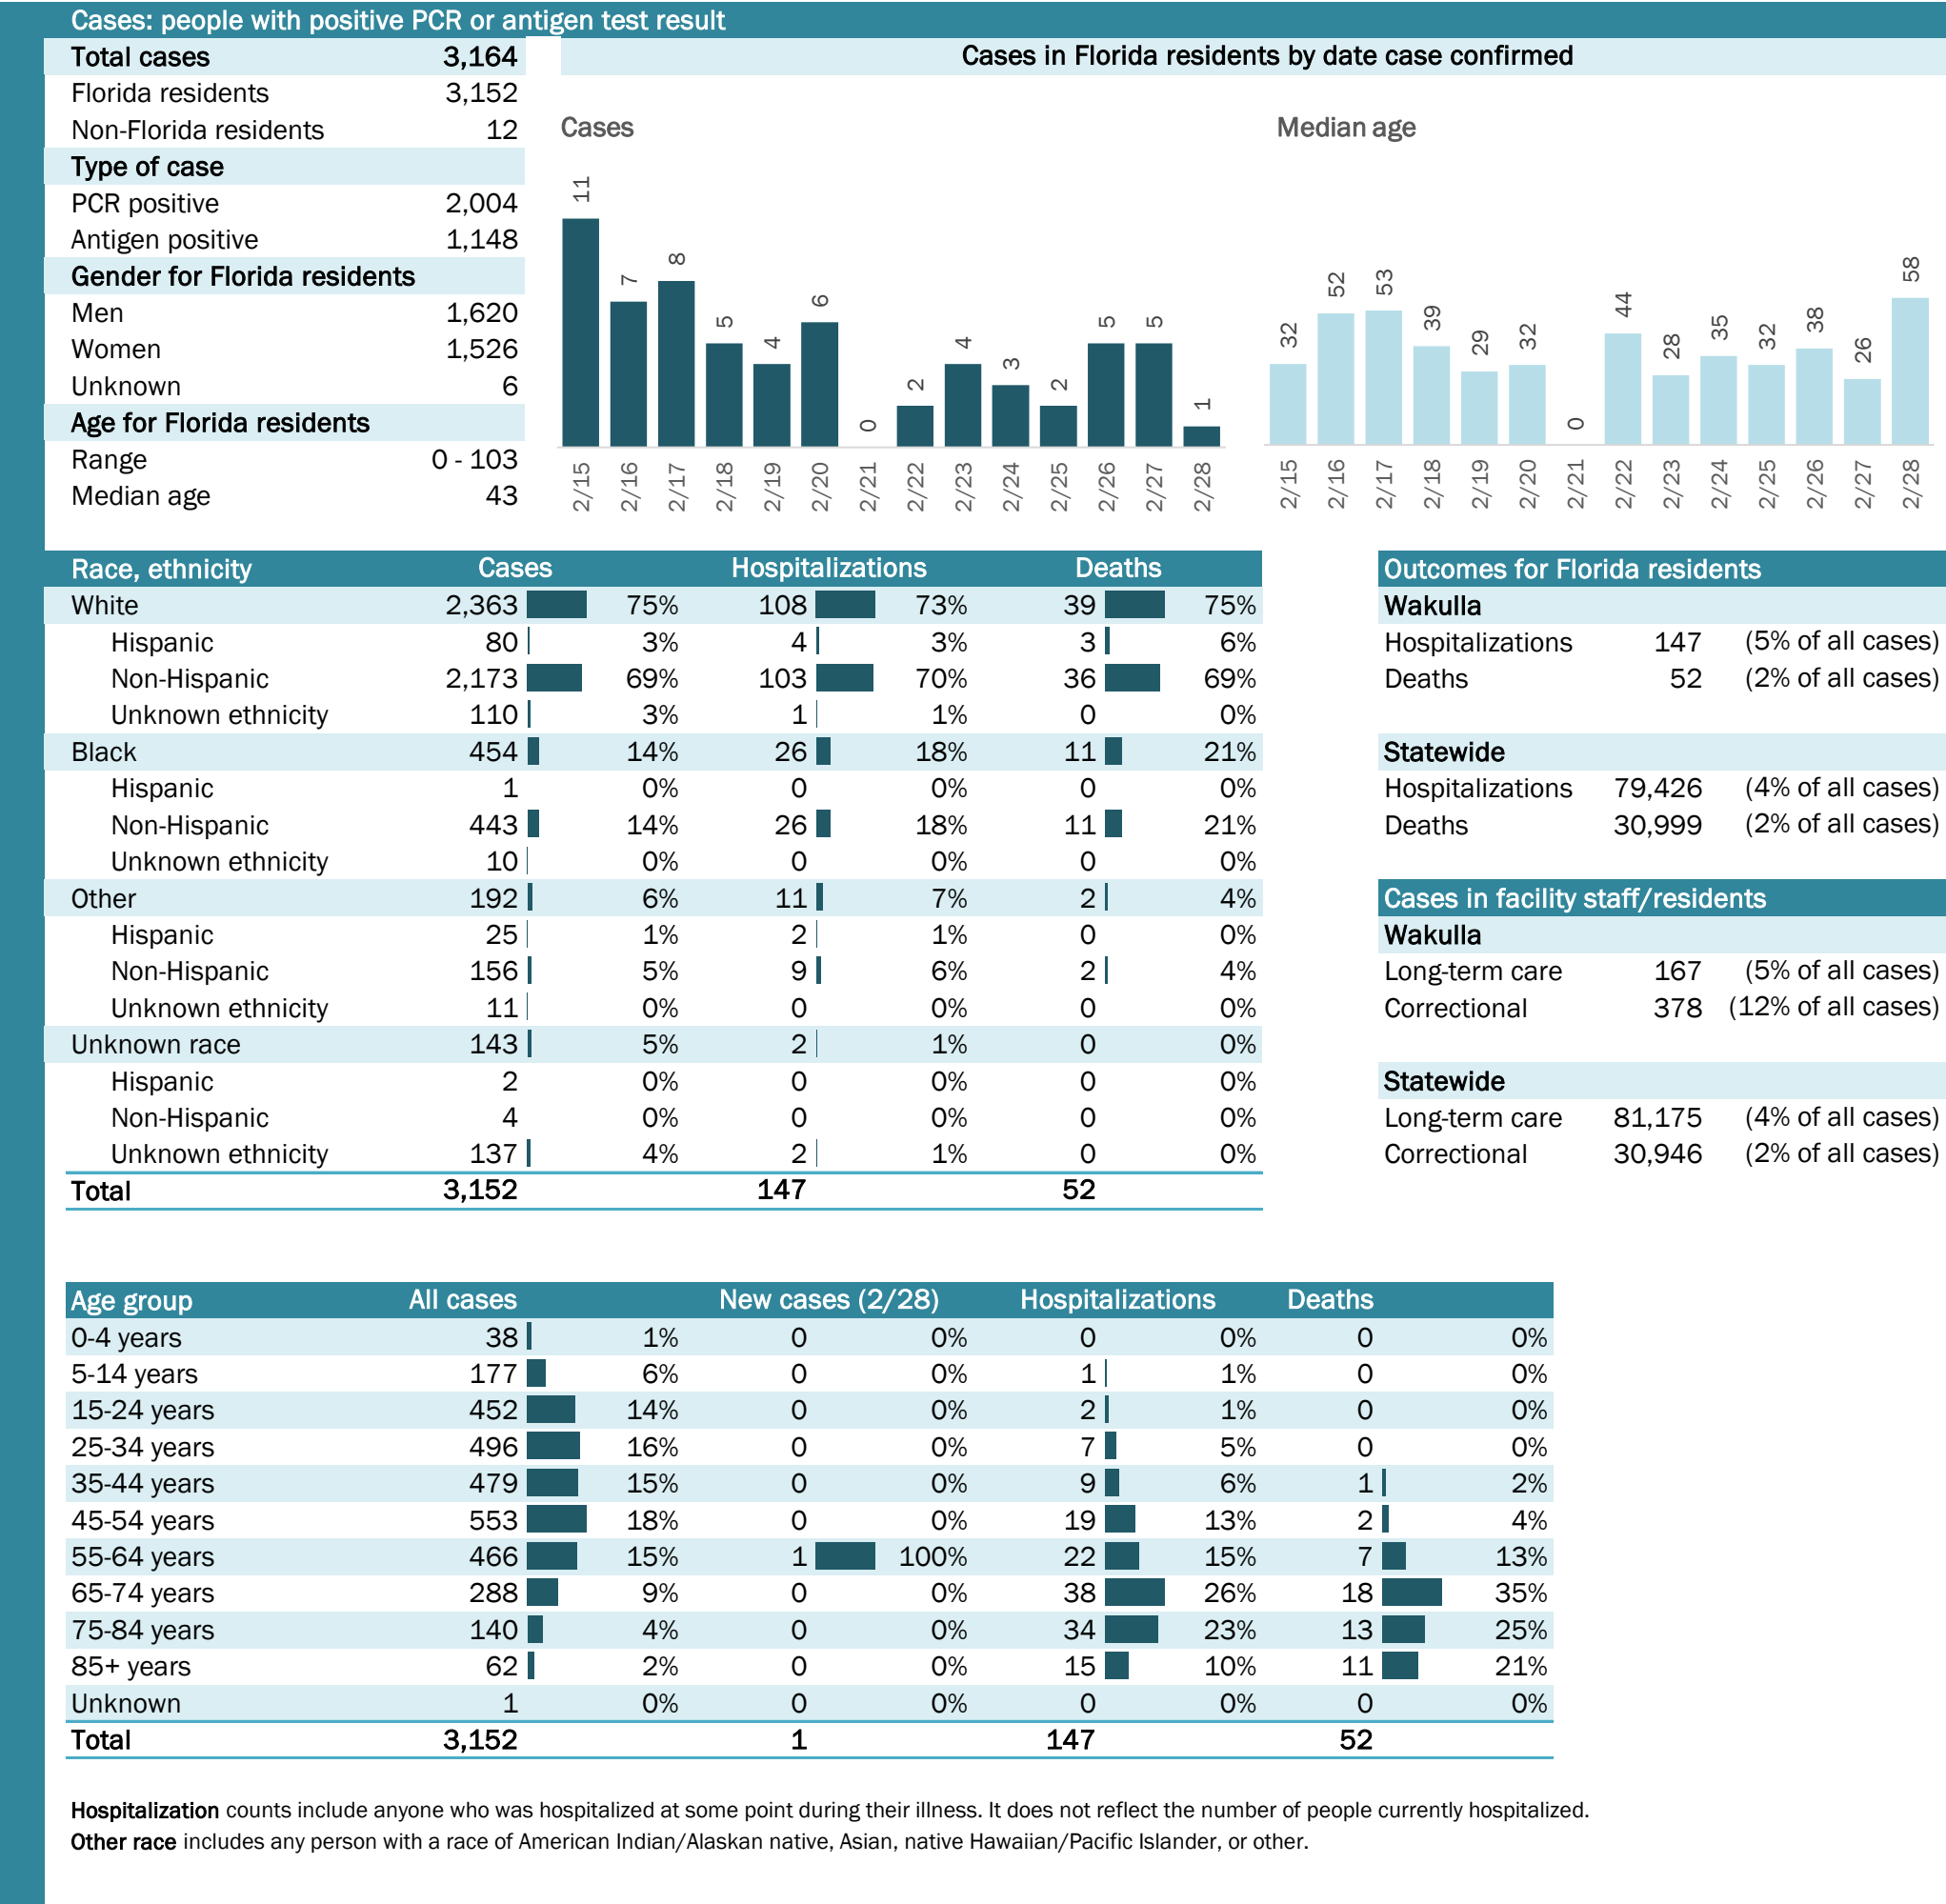 Cases: people with positive PCR or antigen test result
Total cases 3,164
Florida residents 3,152
Non-Florida residents 12
Type of case
PCR positive 2,004
Antigen positive 1,148
Gender for Florida residents
Men 1,620
Women 1,526
Unknown 6
Age for Florida residents
Range 0 - 103
Median age 43
Cases in Florida residents by date case confirmed
Cases
11 7 8 5 4 6 0 2 4 3 2 5 5 1
2/15 2/16 2/17 2/18 2/19 2/20 2/21 2/22 2/23 2/24 2/25 2/26 2/27 2/28
Median age
32 52 53 39 29 32 0 44 28 35 32 38 26 58
2/15 2/16 2/17 2/18 2/19 2/20 2/21 2/22 2/23 2/24 2/25 2/26 2/27 2/28
Race, ethnicity Cases Hospitalizations Deaths
White 2,363 75% 108 73% 39 75%
Hispanic 80 3% 4 3% 3 6%
Non-Hispanic 2,173 69% 103 70% 36 69%
Unknown ethnicity 110 3% 1 1% 0 0%
Black 454 14% 26 18% 11 21%
Hispanic 1 0% 0 0% 0 0%
Non-Hispanic 443 14% 26 18% 11 21%
Unknown ethnicity 10 0% 0 0% 0 0%
Other 192 6% 11 7% 2 4%
Hispanic 25 1% 2 1% 0 0%
Non-Hispanic 156 5% 9 6% 2 4%
Unknown ethnicity 11 0% 0 0% 0 0%
Unknown race 143 5% 2 1% 0 0%
Hispanic 2 0% 0 0% 0 0%
Non-Hispanic 4 0% 0 0% 0 0%
Unknown ethnicity 137 4% 2 1% 0 0%
Total 3,152 147 52
Outcomes for Florida residents
Wakulla
Hospitalizations 147 (5% of all cases)
Deaths 52 (2% of all cases)
Statewide
Hospitalizations 79,426 (4% of all cases)
Deaths 30,999 (2% of all cases)
Cases in facility staff/residents
Wakulla
Long-term care 167 (5% of all cases)
Correctional 378 (12% of all cases)
Statewide
Long-term care 81,175 (4% of all cases)
Correctional 30,946 (2% of all cases)
Age group All cases New cases (2/28) Hospitalizations Deaths
0-4 years 38 1% 0 0% 0 0% 0 0%
5-14 years 177 6% 0 0% 1 1% 0 0%
15-24 years 452 14% 0 0% 2 1% 0 0%
25-34 years 496 16% 0 0% 7 5% 0 0%
35-44 years 479 15% 0 0% 9 6% 1 2%
45-54 years 553 18% 0 0% 19 13% 2 4%
55-64 years 466 15% 1 100% 22 15% 7 13%
65-74 years 288 9% 0 0% 38 26% 18 35%
75-84 years 140 4% 0 0% 34 23% 13 25%
85+ years 62 2% 0 0% 15 10% 11 21%
Unknown 1 0% 0 0% 0 0% 0 0%
Total 3,152 1 147 52
Hospitalization counts include anyone who was hospitalized at some point during their illness. It does not reflect the number of people currently hospitalized.
Other race includes any person with a race of American Indian/Alaskan native, Asian, native Hawaiian/Pacific Islander, or other.